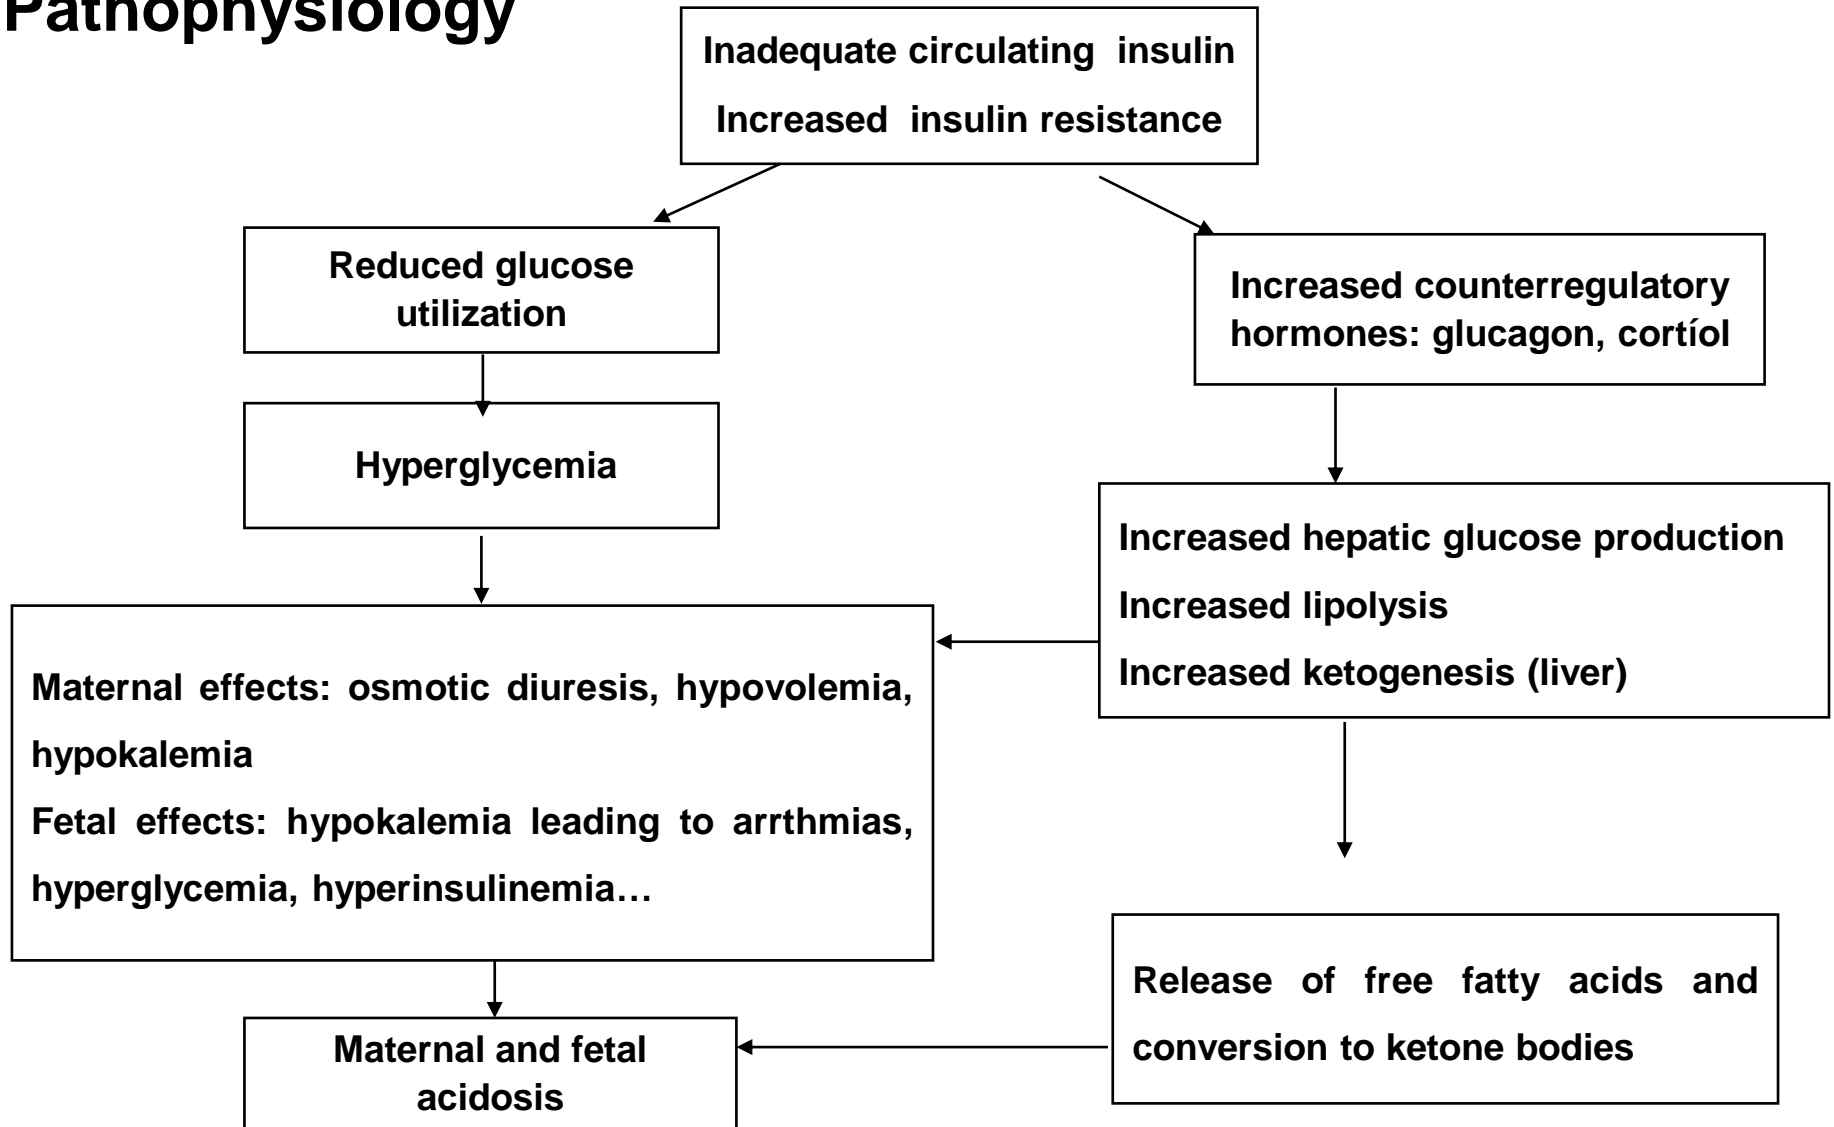 Pathophysiology
Inadequate circulating insulin
Increased insulin resistance
Reduced glucose
utilization
Increased counterregulatory
hormones: glucagon, cortíol
Hyperglycemia
Increased hepatic glucose production
Increased lipolysis
Increased ketogenesis (liver)
Maternal effects: osmotic diuresis, hypovolemia,
hypokalemia
Fetal effects: hypokalemia leading to arrthmias,
hyperglycemia, hyperinsulinemia…
Release of free fatty acids and
conversion to ketone bodies
Maternal and fetal
acidosis